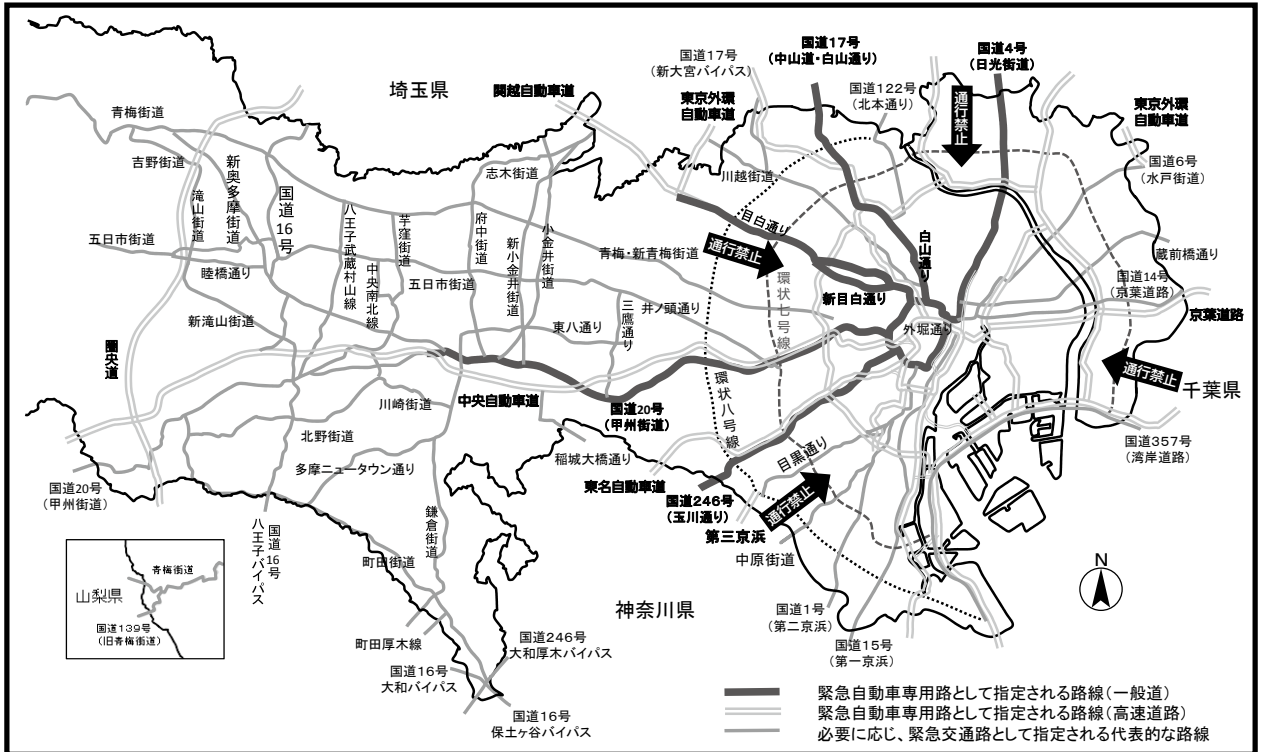 国道17号
(中山道・白山通り)
国道4号
(日光街道)
国道17号
(新大宮バイパス)
国道122号
(北本通り)
埼玉県
関越自動車道
東京外環
自動車道
通行禁止
東京外環
自動車道
青梅街道
国道6号
(水戸街道)
吉野街道
新奥多摩街道
国道16号
滝山街道
志木街道
川越街道
八王子武蔵村山線
芋窪街道
府中街道
新小金井街道
小金井街道
目白通り
白山通り
五日市街道
通行禁止
青梅・新青梅街道
蔵前橋通り
睦橋通り
中央南北線
五日市街道
環状七号線
新目白通り
国道14号
(京葉道路)
京葉道路
三鷹通り
井ノ頭通り
新滝山街道
東八通り
外堀通り
圏央道
通行禁止
千葉県
環状八号線
川崎街道
中央自動車道
国道20号
(甲州街道)
北野街道
目黒通り
国道357号
(湾岸道路)
多摩ニュータウン通り
稲城大橋通り
国道20号
(甲州街道)
東名自動車道
国道246号
(玉川通り)
通行禁止
第三京浜
鎌倉街道
国道16号
八王子バイパス
中原街道
町田街道
N
青梅街道
山梨県
国道139号
(旧青梅街道)
神奈川県
国道1号
(第二京浜)
町田厚木線
国道246号
大和厚木バイパス
国道15号
(第一京浜)
国道16号
大和バイパス
国道16号
保土ヶ谷バイパス
緊急自動車専用路として指定される路線(一般道)
緊急自動車専用路として指定される路線(高速道路)
必要に応じ、緊急交通路として指定される代表的な路線